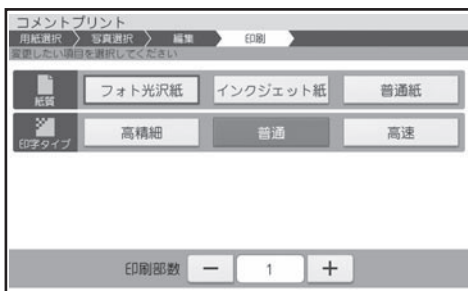 コメントプリント
用紙選択 写真選択 編集 印刷
変更したい項目を選択してください
紙質 フォト光沢紙 インクジェット紙 普通紙
印字タイプ 高精細 普通 高速
印刷部数 − 1 +